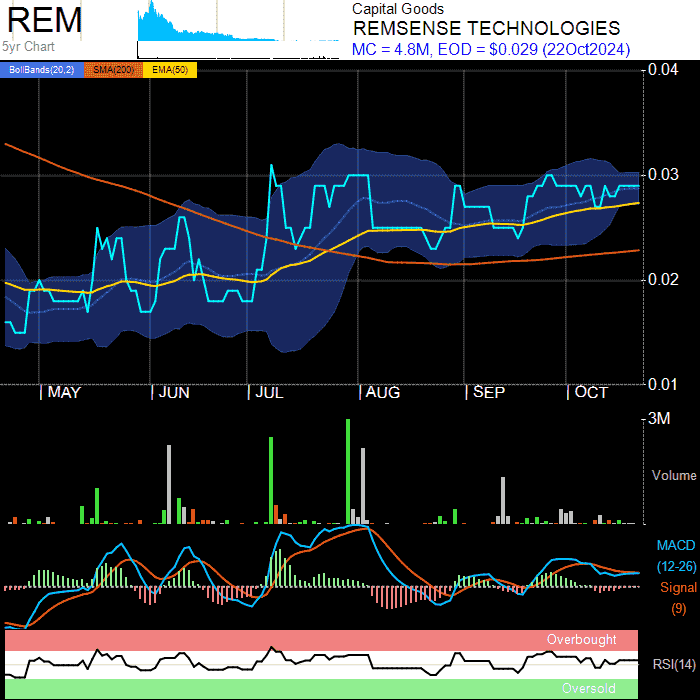 REM
5yr Chart
Capital Goods
REMSENSE TECHNOLOGIES
MC = 4.8M, EOD = $0.029 (22Oct2024)
BollBands(20,2) SMA(200) EMA(50)
0.04
0.03
0.02
0.01
MAY JUN JUL AUG SEP OCT
3M
Volume
MACD
(12-26)
Signal
(9)
Overbought
RSI(14)
Oversold